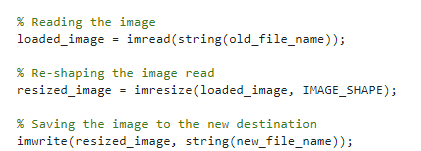 % Reading the image
loaded_image = imread(string(old_file_name));
% Re-shaping the image read
resized_image = imresize(loaded_image, IMAGE_SHAPE);
% Saving the image to the new destination
imwrite(resized_image, string(new_file_name));